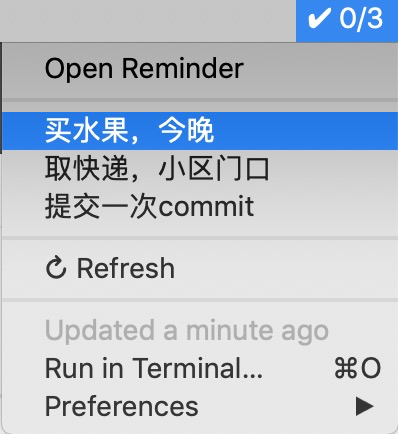 ✔ 0/3
Open Reminder
买水果，今晚
取快递，小区门口
提交一次commit
↻ Refresh
Updated a minute ago
Run in Terminal... ⌘O
Preferences ▶